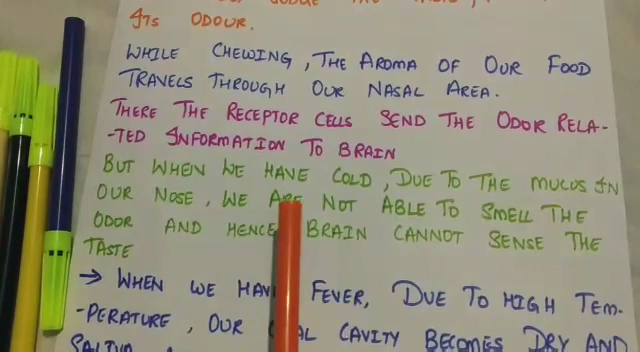 ITS ODOUR.
WHILE CHEWING, THE AROMA OF OUR FOOD
TRAVELS THROUGH OUR NASAL AREA.
THERE THE RECEPTOR CELLS SEND THE ODOR RELA-
-TED INFORMATION TO BRAIN
BUT WHEN WE HAVE COLD, DUE TO THE MUCUS IN
OUR NOSE, WE ARE NOT ABLE TO SMELL THE
ODOR AND HENCE BRAIN CANNOT SENSE THE
TASTE
→ WHEN WE HAVE FEVER, DUE TO HIGH TEM-
-PERATURE, OUR CAVITY BECOMES DRY AND